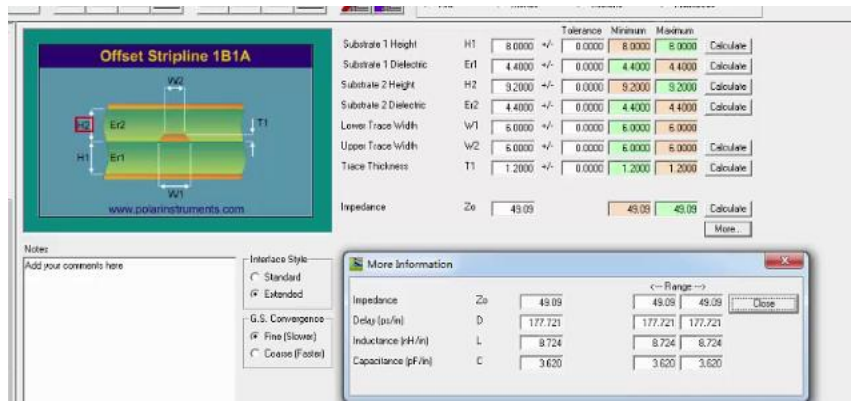 Tolerance Minimum Maximum
Offset Stripline 1B1A
Substrate 1 Height H1 8.0000 +/- 0.0000 8.0000 8.0000 Calculate
Substrate 1 Dielectric Er1 4.4000 +/- 0.0000 4.4000 4.4000 Calculate
Substrate 2 Height H2 9.2000 +/- 0.0000 9.2000 9.2000 Calculate
Substrate 2 Dielectric Er2 4.4000 +/- 0.0000 4.4000 4.4000 Calculate
Lower Trace Width W1 6.0000 +/- 0.0000 6.0000 6.0000
Upper Trace Width W2 6.0000 +/- 0.0000 6.0000 6.0000 Calculate
Trace Thickness T1 1.2000 +/- 0.0000 1.2000 1.2000 Calculate
Impedance Zo 49.09 49.09 49.09 Calculate
More...
W2
H2 Er2 T1
H1 Er1
W1
www.polarinstruments.com
Notes
Add your comments here
Interface Style
Standard
Extended
G.S. Convergence
Fine (Slower)
Coarse (Faster)
More Information
<-- Range -->
Impedance Zo 49.09 49.09 49.09 Close
Delay (ps/in) D 177.721 177.721 177.721
Inductance (nH/in) L 8.724 8.724 8.724
Capacitance (pF/in) C 3.620 3.620 3.620